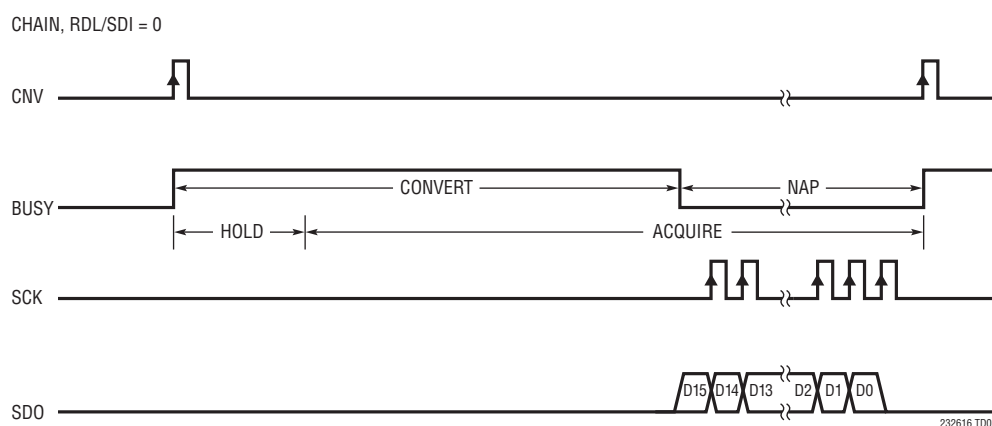 CHAIN, RDL/SDI = 0
CNV
BUSY
CONVERT
NAP
HOLD
ACQUIRE
SCK
SDO
D15 D14 D13 D2 D1 D0
232616 TD0